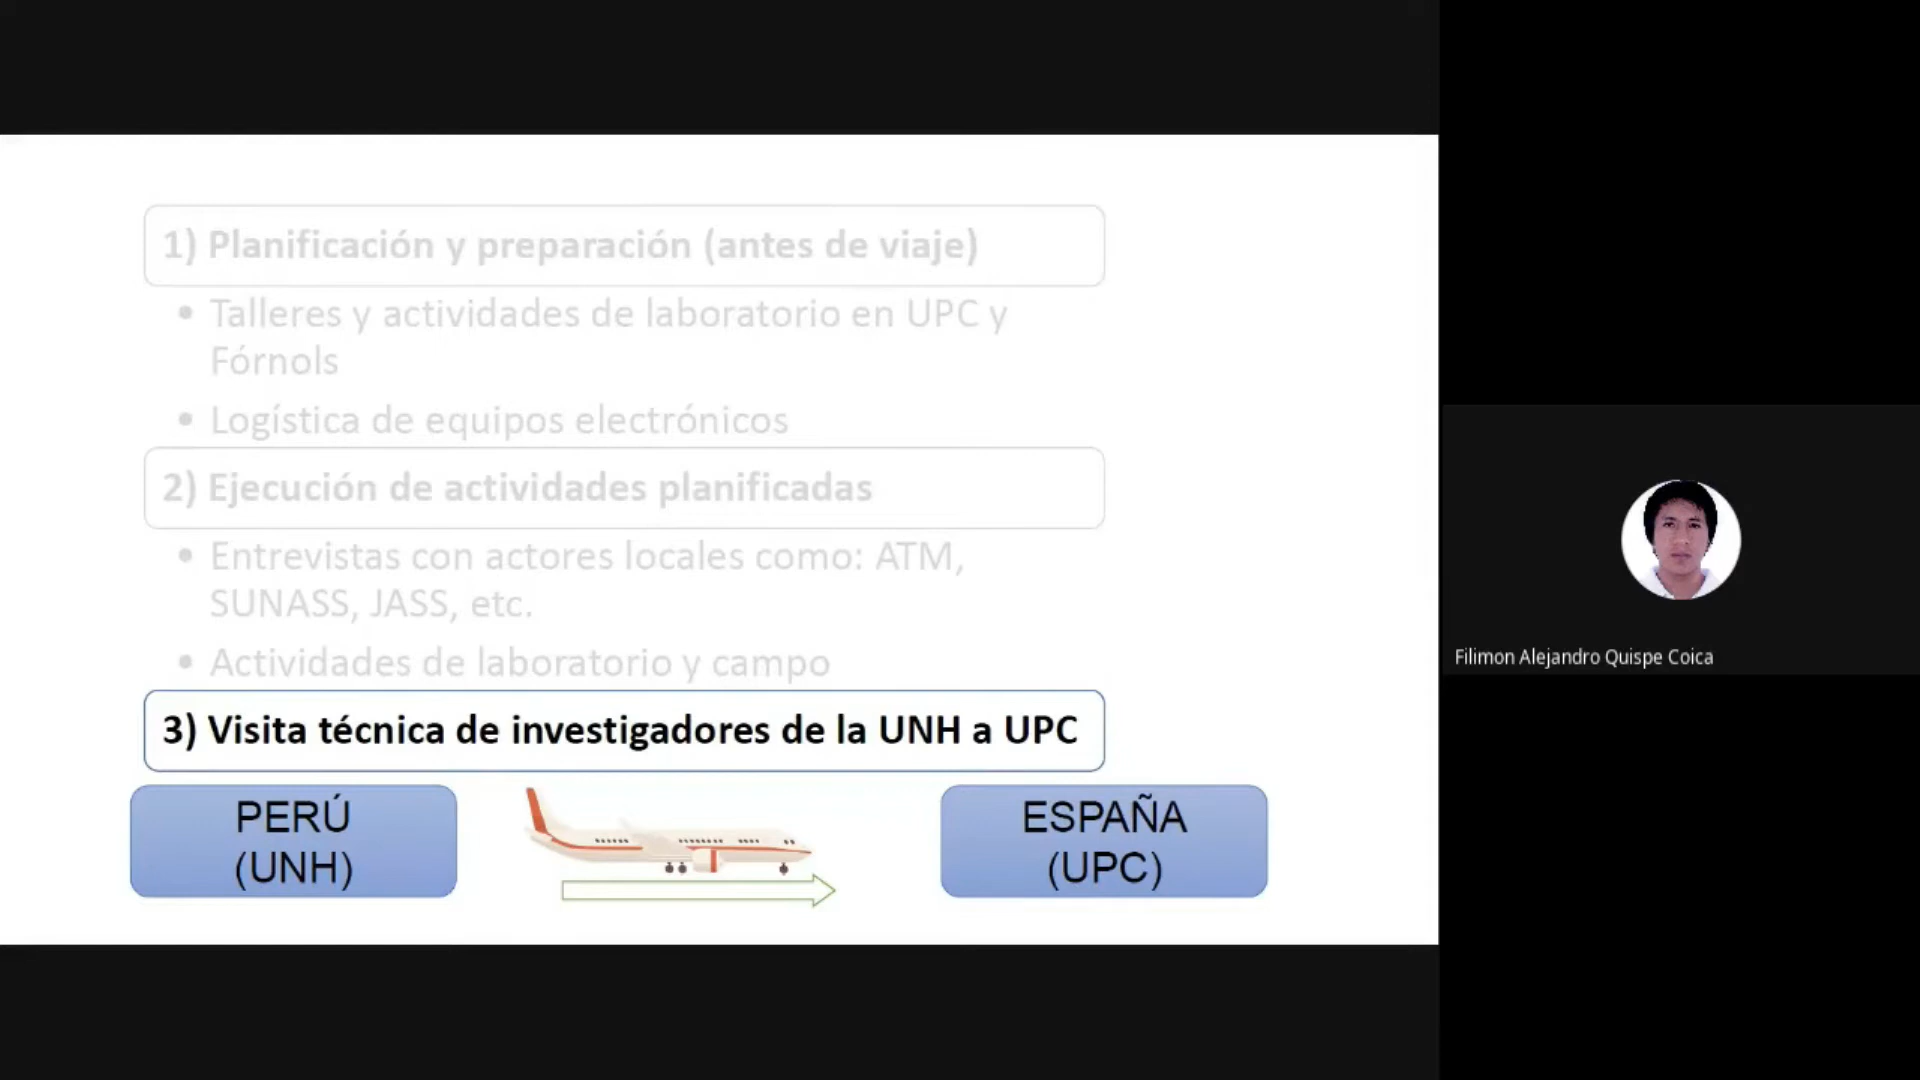 1) Planificación y preparación (antes de viaje)
• Talleres y actividades de laboratorio en UPC y
Fórnols
• Logística de equipos electrónicos
2) Ejecución de actividades planificadas
• Entrevistas con actores locales como: ATM,
SUNASS, JASS, etc.
• Actividades de laboratorio y campo
3) Visita técnica de investigadores de la UNH a UPC
PERÚ
(UNH)
ESPAÑA
(UPC)
Filimon Alejandro Quispe Coica